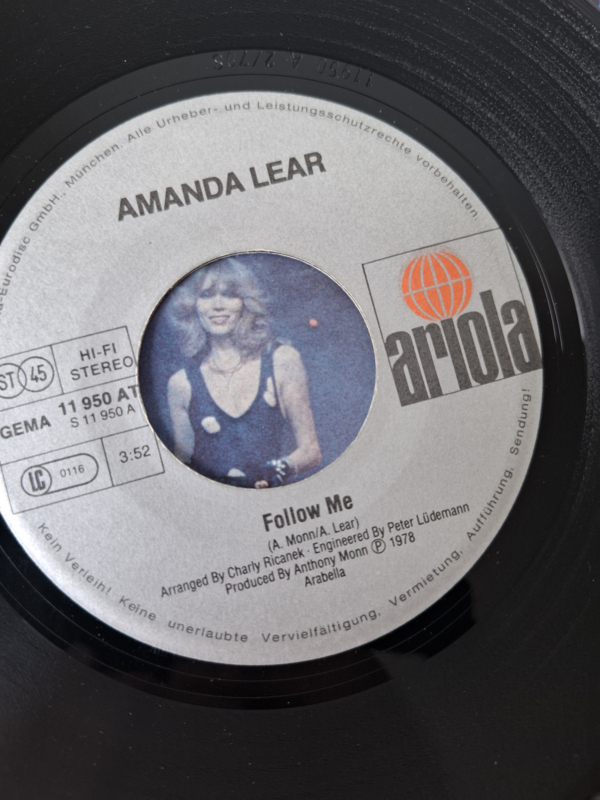 a-Eurodisc GmbH. München. Alle Urheber- und Leistungsschutzrechte vorbehalten
AMANDA LEAR
ariola
ST 45
HI-FI
STEREO
GEMA
11 950 AT
S 11 950 A
LC 0116
3:52
Follow Me
(A. Monn/A. Lear)
Arranged By Charly Ricanek · Engineered By Peter Lüdemann
Produced By Anthony Monn Ⓟ 1978
Arabella
Kein Verleih! Keine unerlaubte Vervielfältigung, Vermietung, Aufführung, Sendung!